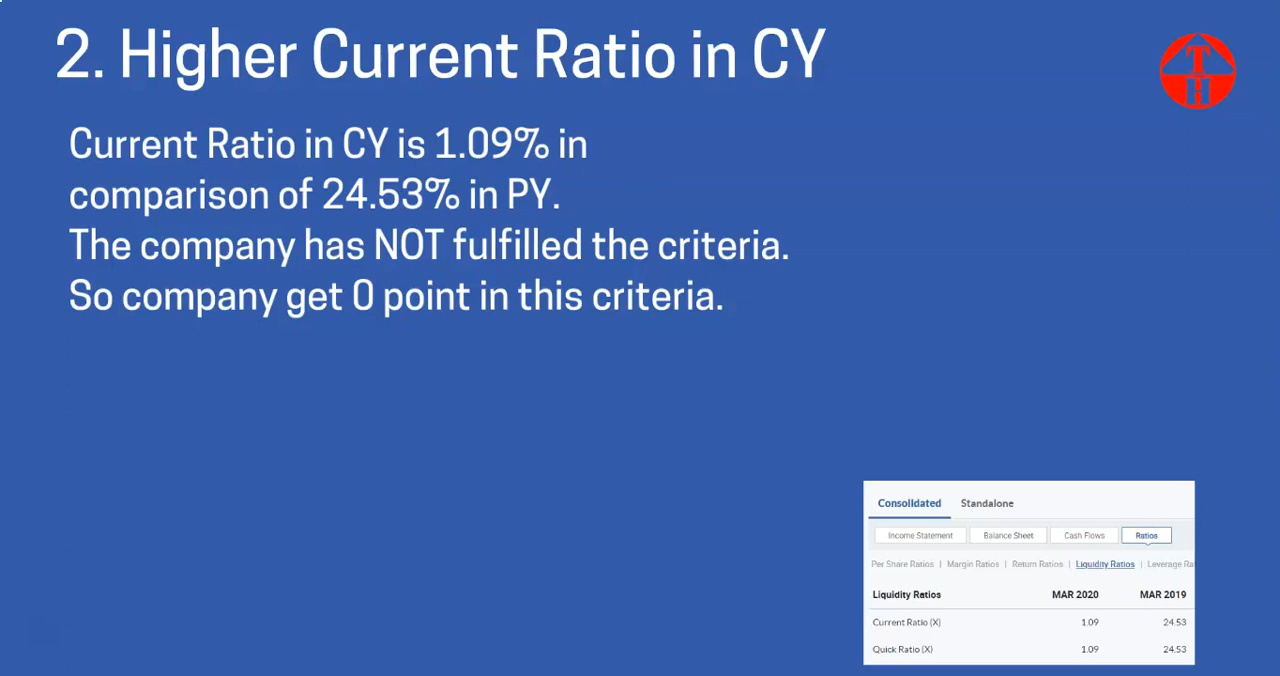 2. Higher Current Ratio in CY
T
H
Current Ratio in CY is 1.09% in
comparison of 24.53% in PY.
The company has NOT fulfilled the criteria.
So company get 0 point in this criteria.
Consolidated Standalone
Income Statement Balance Sheet Cash Flows Ratios
Per Share Ratios | Margin Ratios | Return Ratios | Liquidity Ratios | Leverage Ra
Liquidity Ratios MAR 2020 MAR 2019
Current Ratio (X) 1.09 24.53
Quick Ratio (X) 1.09 24.53